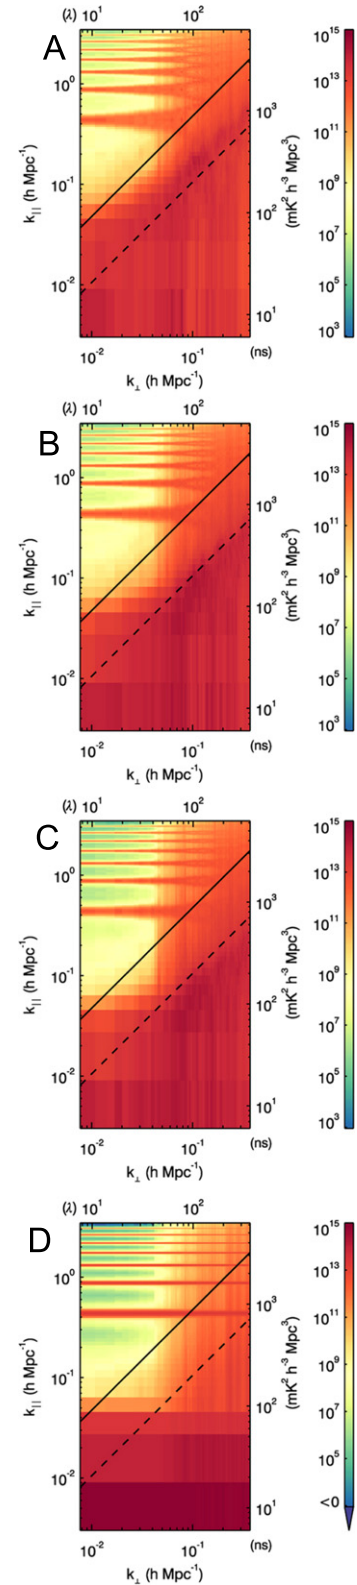 A
(λ) 10¹ 10²
10⁰
10⁻¹
10⁻²
k|| (h Mpc⁻¹)
10³
10²
10¹
(ns)
10⁻² 10⁻¹
k⊥ (h Mpc⁻¹)
(mK² h⁻³ Mpc³)
10¹⁵
10¹³
10¹¹
10⁹
10⁷
10⁵
10³
B
(λ) 10¹ 10²
10⁰
10⁻¹
10⁻²
k|| (h Mpc⁻¹)
10³
10²
10¹
(ns)
10⁻² 10⁻¹
k⊥ (h Mpc⁻¹)
(mK² h⁻³ Mpc³)
10¹⁵
10¹³
10¹¹
10⁹
10⁷
10⁵
10³
C
(λ) 10¹ 10²
10⁰
10⁻¹
10⁻²
k|| (h Mpc⁻¹)
10³
10²
10¹
(ns)
10⁻² 10⁻¹
k⊥ (h Mpc⁻¹)
(mK² h⁻³ Mpc³)
10¹⁵
10¹³
10¹¹
10⁹
10⁷
10⁵
10³
D
(λ) 10¹ 10²
10⁰
10⁻¹
10⁻²
k|| (h Mpc⁻¹)
10³
10²
10¹
(ns)
10⁻² 10⁻¹
k⊥ (h Mpc⁻¹)
(mK² h⁻³ Mpc³)
10¹⁵
10¹³
10¹¹
10⁹
10⁷
10⁵
<0